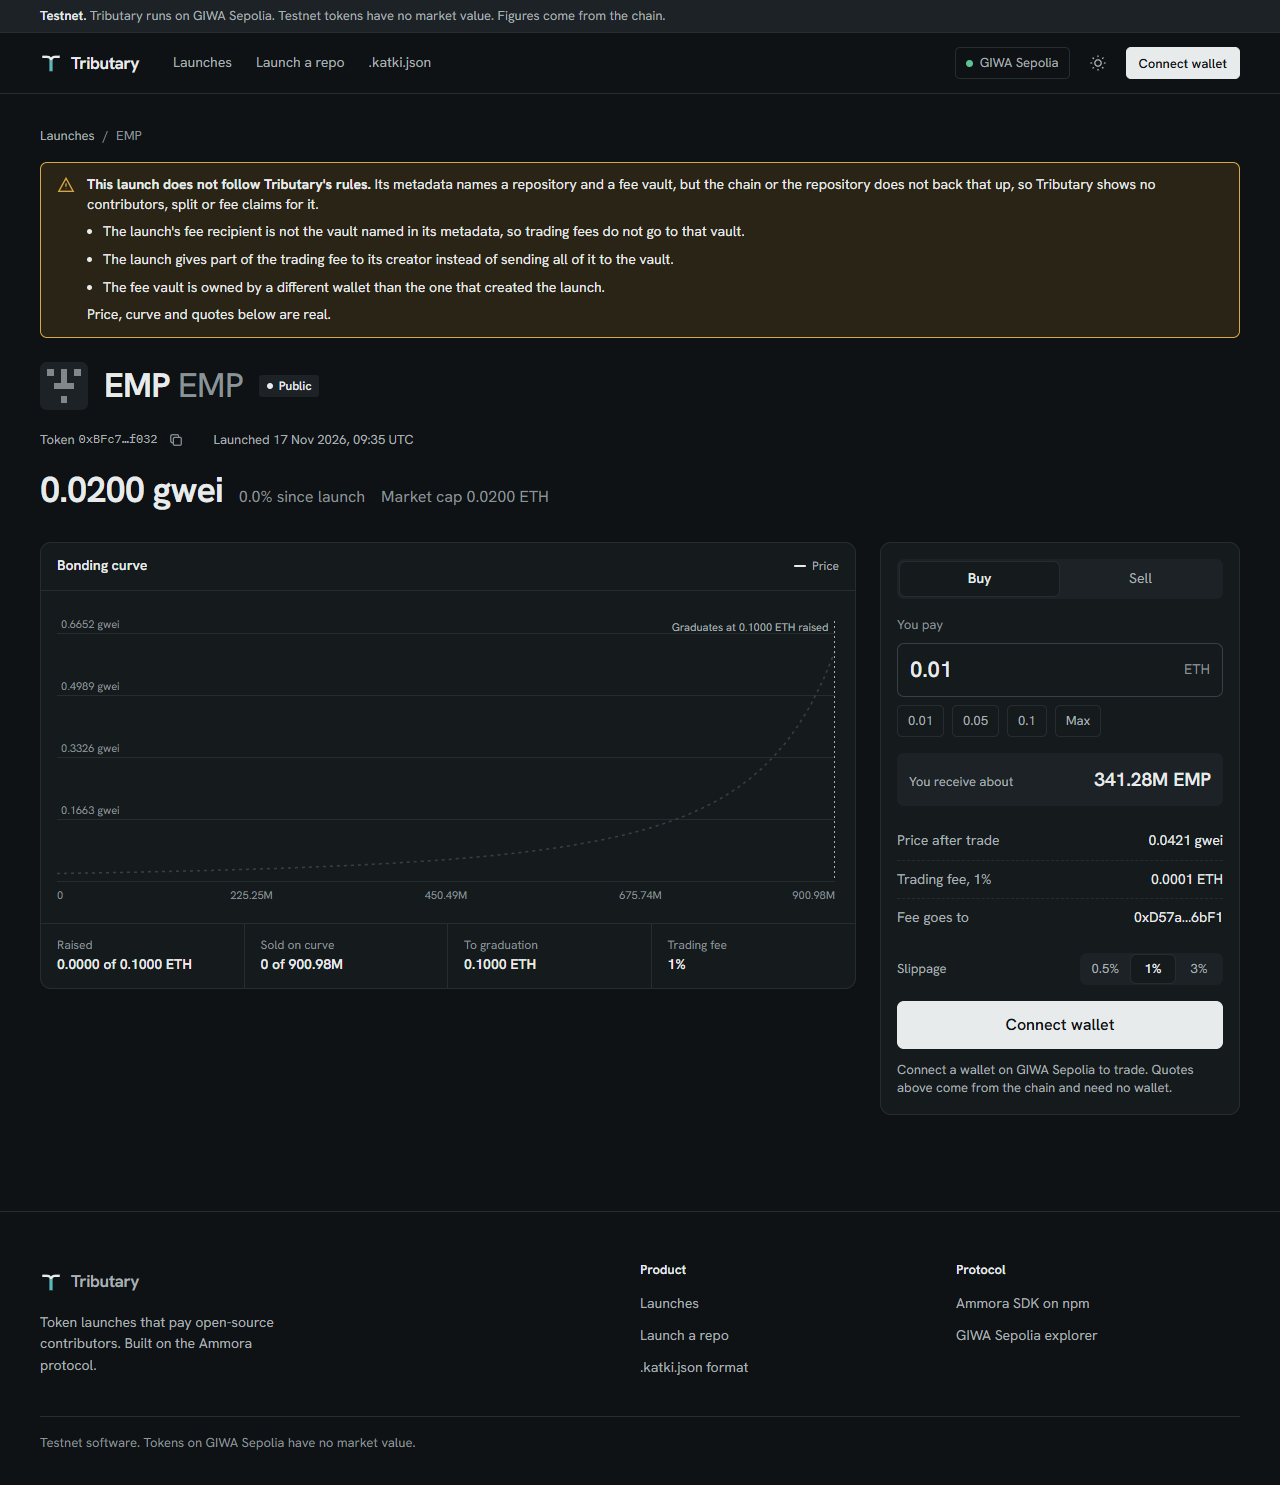 Testnet. Tributary runs on GIWA Sepolia. Testnet tokens have no market value. Figures come from the chain.
Tributary
Launches
Launch a repo
.katki.json
GIWA Sepolia
Connect wallet
Launches / EMP
This launch does not follow Tributary's rules. Its metadata names a repository and a fee vault, but the chain or the repository does not back that up, so Tributary shows no
contributors, split or fee claims for it.
• The launch's fee recipient is not the vault named in its metadata, so trading fees do not go to that vault.
• The launch gives part of the trading fee to its creator instead of sending all of it to the vault.
• The fee vault is owned by a different wallet than the one that created the launch.
Price, curve and quotes below are real.
EMP EMP
Public
Token 0xBFc7…f032
Launched 17 Nov 2026, 09:35 UTC
0.0200 gwei
0.0% since launch
Market cap 0.0200 ETH
Bonding curve
Price
0.6652 gwei
Graduates at 0.1000 ETH raised
0.4989 gwei
0.3326 gwei
0.1663 gwei
0
225.25M
450.49M
675.74M
900.98M
Raised
0.0000 of 0.1000 ETH
Sold on curve
0 of 900.98M
To graduation
0.1000 ETH
Trading fee
1%
Buy
Sell
You pay
0.01
ETH
0.01
0.05
0.1
Max
You receive about
341.28M EMP
Price after trade
0.0421 gwei
Trading fee, 1%
0.0001 ETH
Fee goes to
0xD57a…6bF1
Slippage
0.5%
1%
3%
Connect wallet
Connect a wallet on GIWA Sepolia to trade. Quotes
above come from the chain and need no wallet.
Tributary
Token launches that pay open-source
contributors. Built on the Ammora
protocol.
Product
Launches
Launch a repo
.katki.json format
Protocol
Ammora SDK on npm
GIWA Sepolia explorer
Testnet software. Tokens on GIWA Sepolia have no market value.